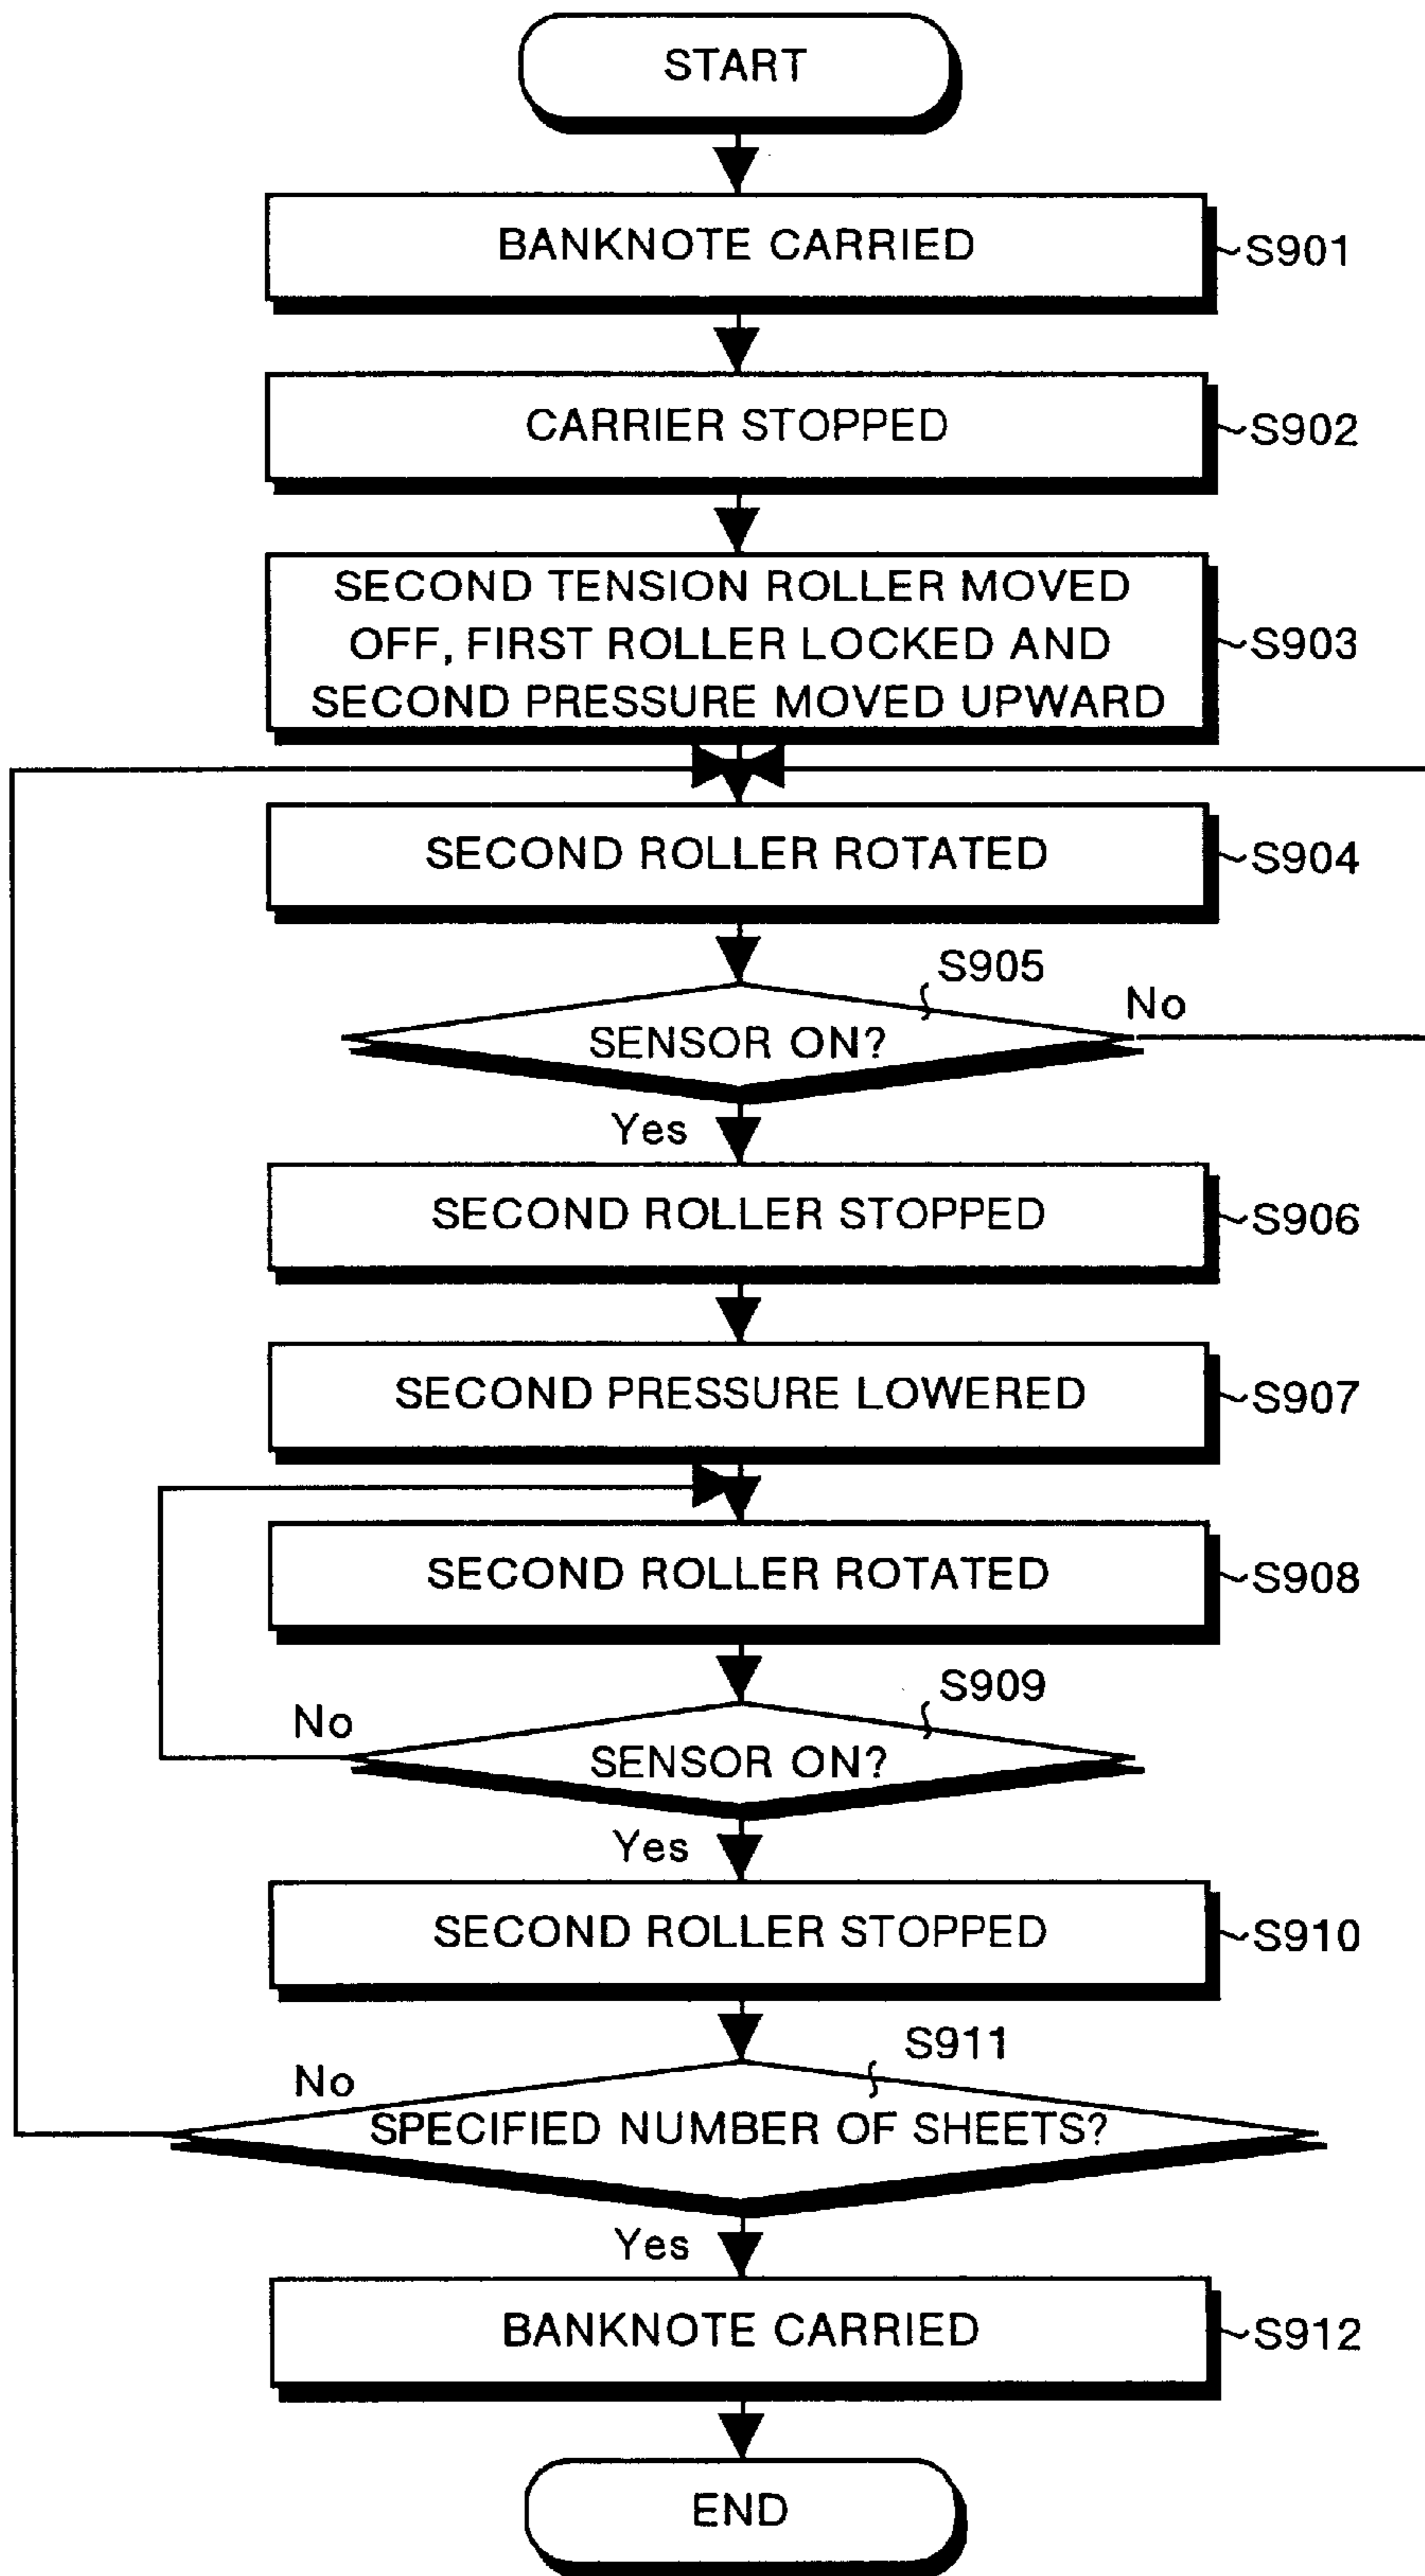 START
BANKNOTE CARRIED
S901
CARRIER STOPPED
S902
SECOND TENSION ROLLER MOVED
OFF, FIRST ROLLER LOCKED AND
SECOND PRESSURE MOVED UPWARD
S903
SECOND ROLLER ROTATED
S904
S905
SENSOR ON?
No
Yes
SECOND ROLLER STOPPED
S906
SECOND PRESSURE LOWERED
S907
SECOND ROLLER ROTATED
S908
S909
No
SENSOR ON?
Yes
SECOND ROLLER STOPPED
S910
S911
No
SPECIFIED NUMBER OF SHEETS?
Yes
BANKNOTE CARRIED
S912
END